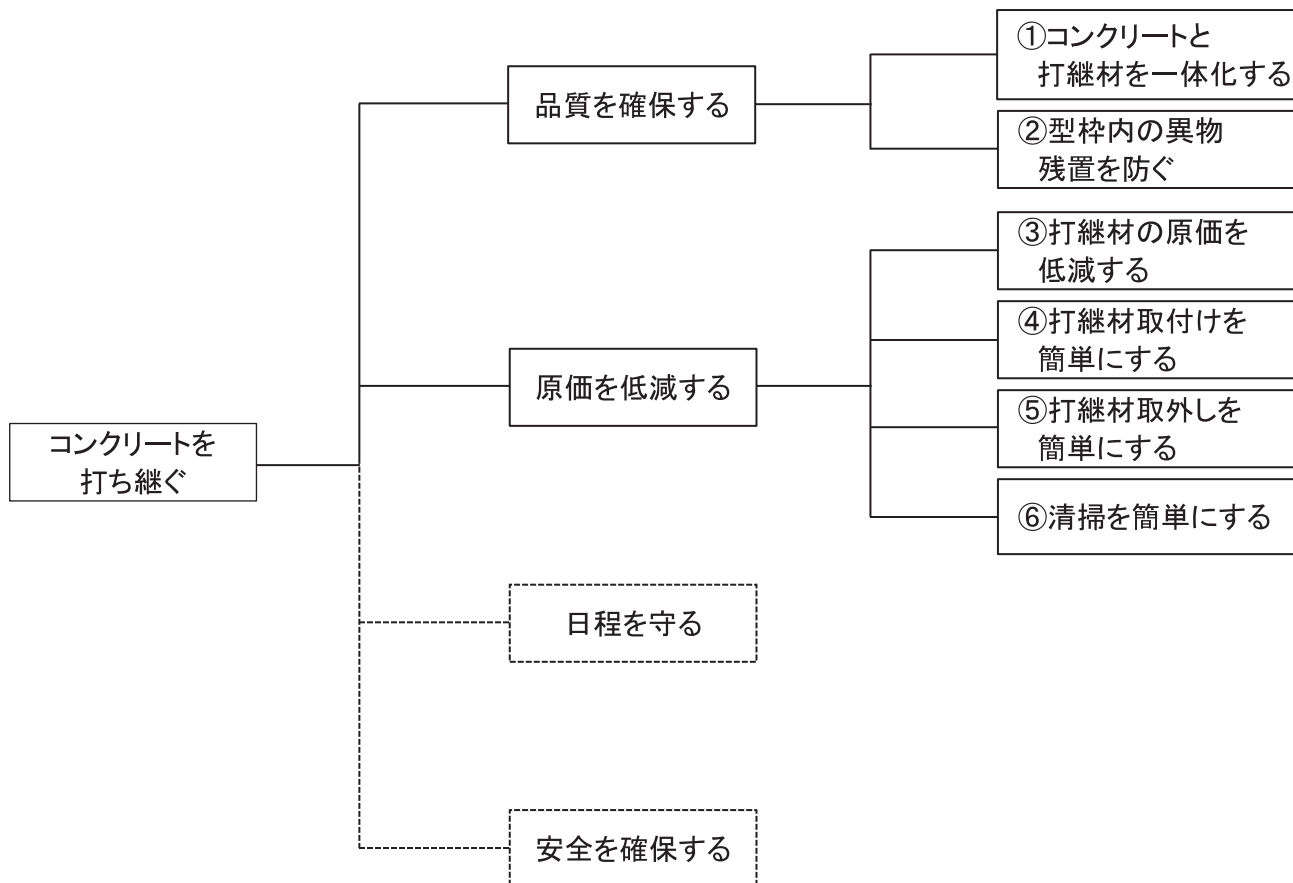 コンクリートを
打ち継ぐ
品質を確保する
①コンクリートと
打継材を一体化する
②型枠内の異物
残置を防ぐ
原価を低減する
③打継材の原価を
低減する
④打継材取付けを
簡単にする
⑤打継材取外しを
簡単にする
⑥清掃を簡単にする
日程を守る
安全を確保する